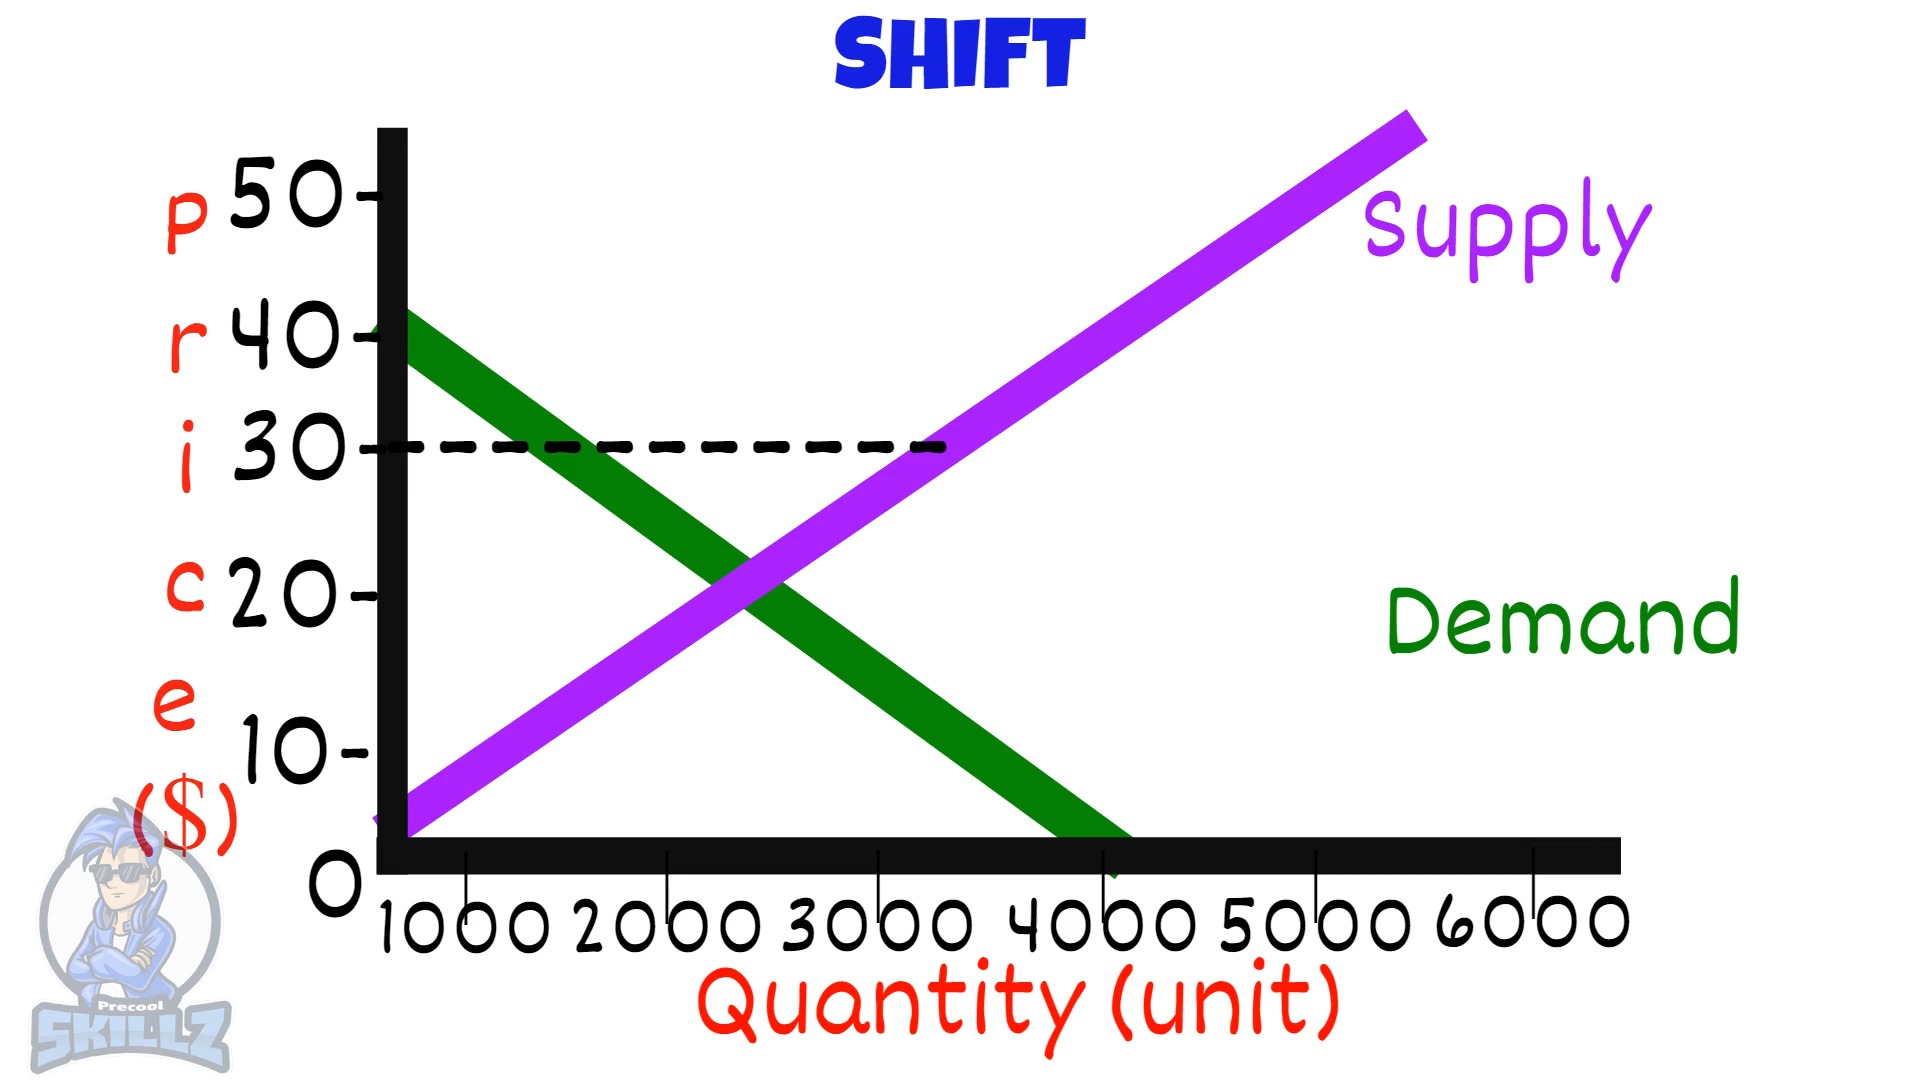 SHIFT
price
($)
50-
40-
30-
20-
10-
0
1000 2000 3000 4000 5000 6000
Quantity (unit)
Supply
Demand
Precool
SKILLZ